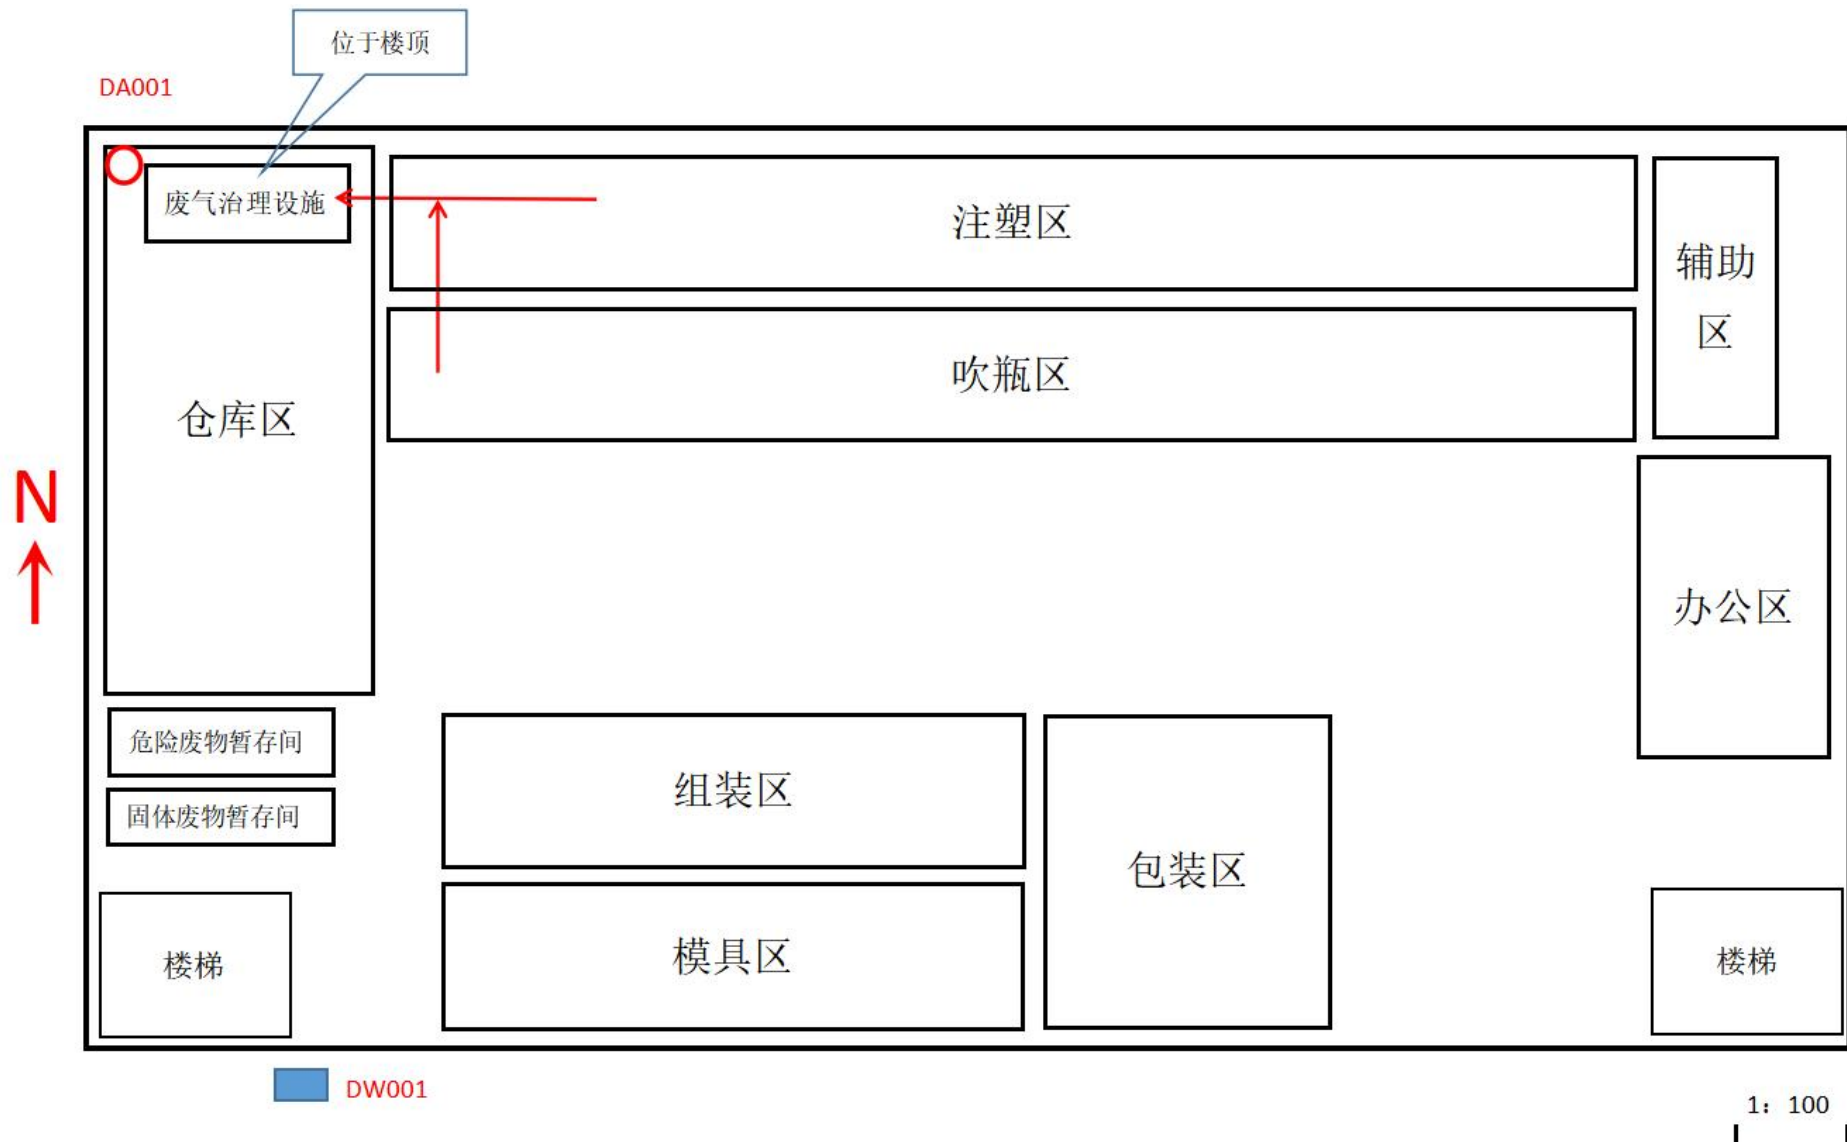 位于楼顶
DA001
废气治理设施
注塑区
辅助
区
吹瓶区
仓库区
N
办公区
危险废物暂存间
固体废物暂存间
组装区
包装区
模具区
楼梯
楼梯
DW001
1：100